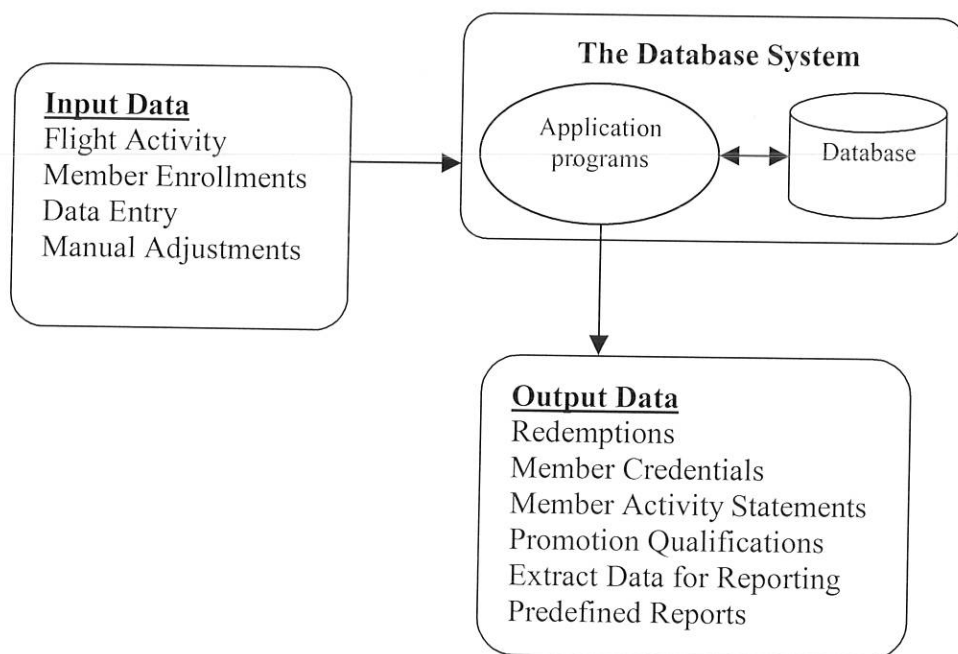 Input Data
Flight Activity
Member Enrollments
Data Entry
Manual Adjustments
The Database System
Application
programs
Database
Output Data
Redemptions
Member Credentials
Member Activity Statements
Promotion Qualifications
Extract Data for Reporting
Predefined Reports